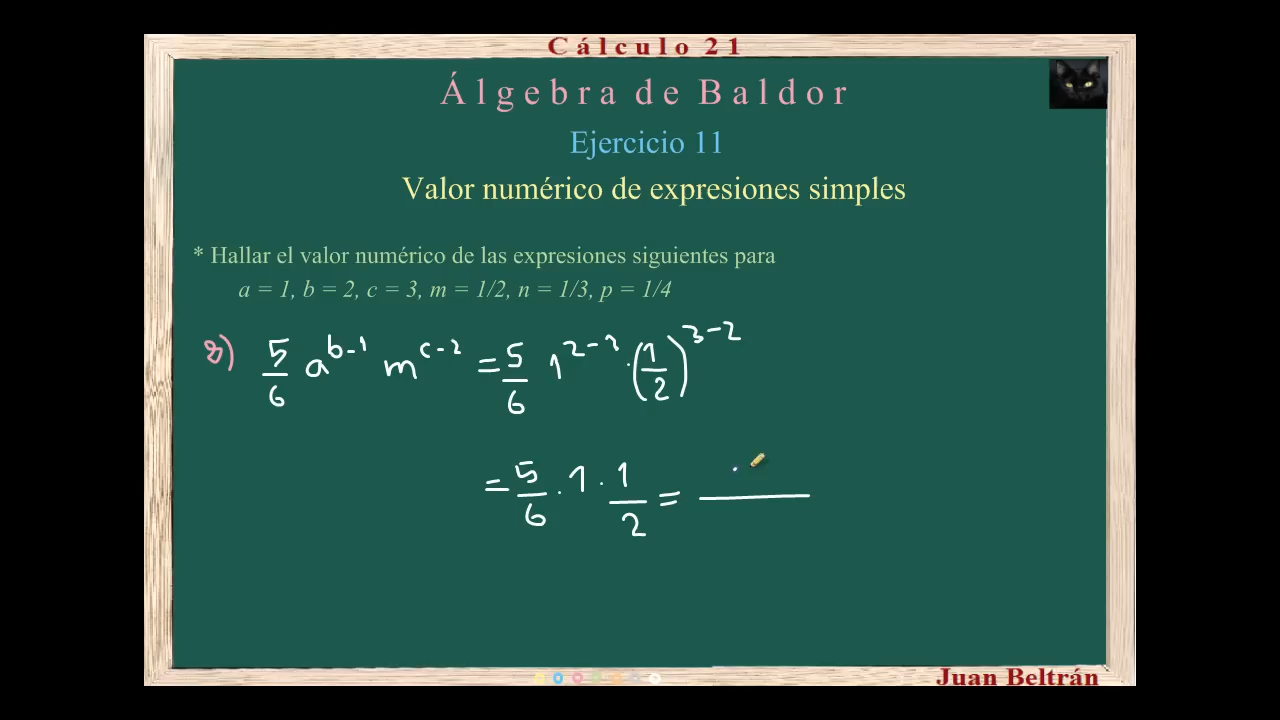 Cálculo 21
Álgebra de Baldor
Ejercicio 11
Valor numérico de expresiones simples
* Hallar el valor numérico de las expresiones siguientes para
a = 1, b = 2, c = 3, m = 1/2, n = 1/3, p = 1/4
8) 5/6 a^(b-1) m^(c-2) = 5/6 1^(2-1) · (1/2)^(3-2)
= 5/6 · 1 · 1/2 =
Juan Beltrán